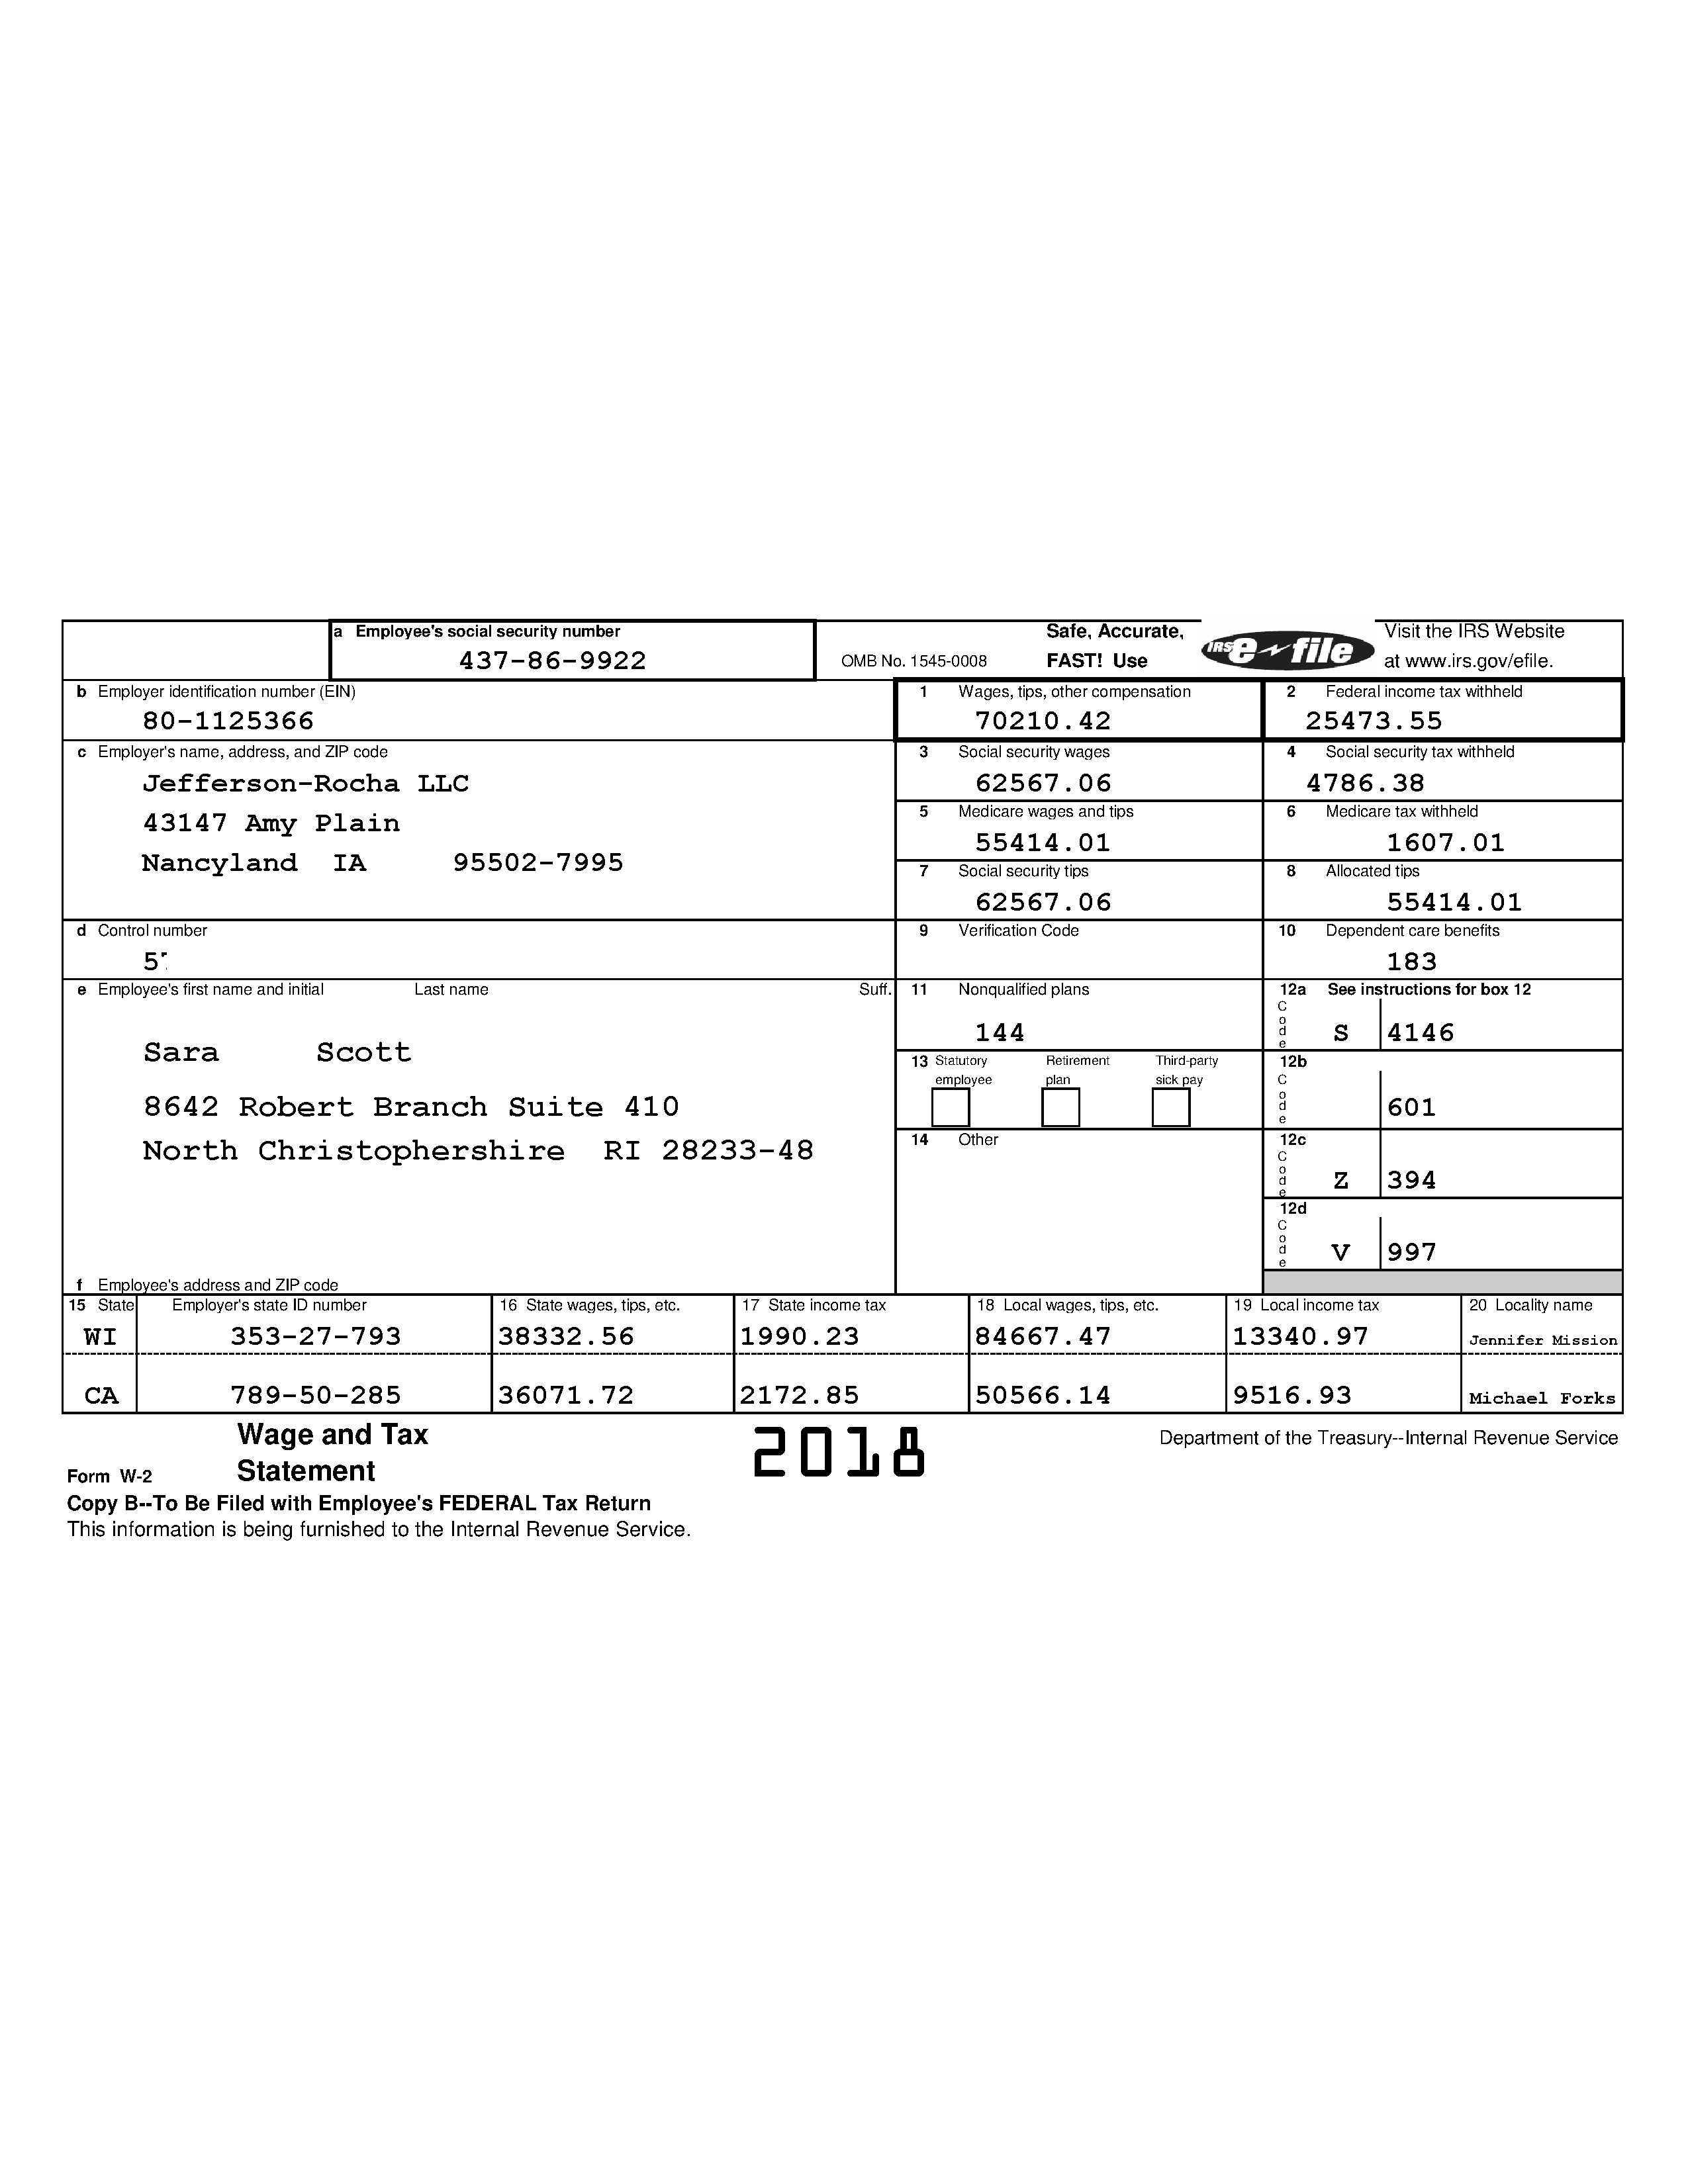 a Employee's social security number
437-86-9922
OMB No. 1545-0008
Safe, Accurate,
FAST! Use
IRS e file
Visit the IRS Website
at www.irs.gov/efile.
b Employer identification number (EIN)
80-1125366
1 Wages, tips, other compensation
70210.42
2 Federal income tax withheld
25473.55
c Employer's name, address, and ZIP code
Jefferson-Rocha LLC
43147 Amy Plain
Nancyland IA 95502-7995
3 Social security wages
62567.06
4 Social security tax withheld
4786.38
5 Medicare wages and tips
55414.01
6 Medicare tax withheld
1607.01
7 Social security tips
62567.06
8 Allocated tips
55414.01
d Control number
9 Verification Code
10 Dependent care benefits
183
e Employee's first name and initial Last name Suff.
Sara Scott
8642 Robert Branch Suite 410
North Christophershire RI 28233-48
f Employee's address and ZIP code
11 Nonqualified plans
144
12a See instructions for box 12
Code S 4146
13 Statutory employee Retirement plan Third-party sick pay
12b
Code 601
14 Other
12c
Code Z 394
12d
Code V 997
15 State Employer's state ID number 16 State wages, tips, etc. 17 State income tax 18 Local wages, tips, etc. 19 Local income tax 20 Locality name
WI 353-27-793 38332.56 1990.23 84667.47 13340.97 Jennifer Mission
CA 789-50-285 36071.72 2172.85 50566.14 9516.93 Michael Forks
Form W-2 Wage and Tax Statement
2018
Department of the Treasury--Internal Revenue Service
Copy B--To Be Filed with Employee's FEDERAL Tax Return
This information is being furnished to the Internal Revenue Service.